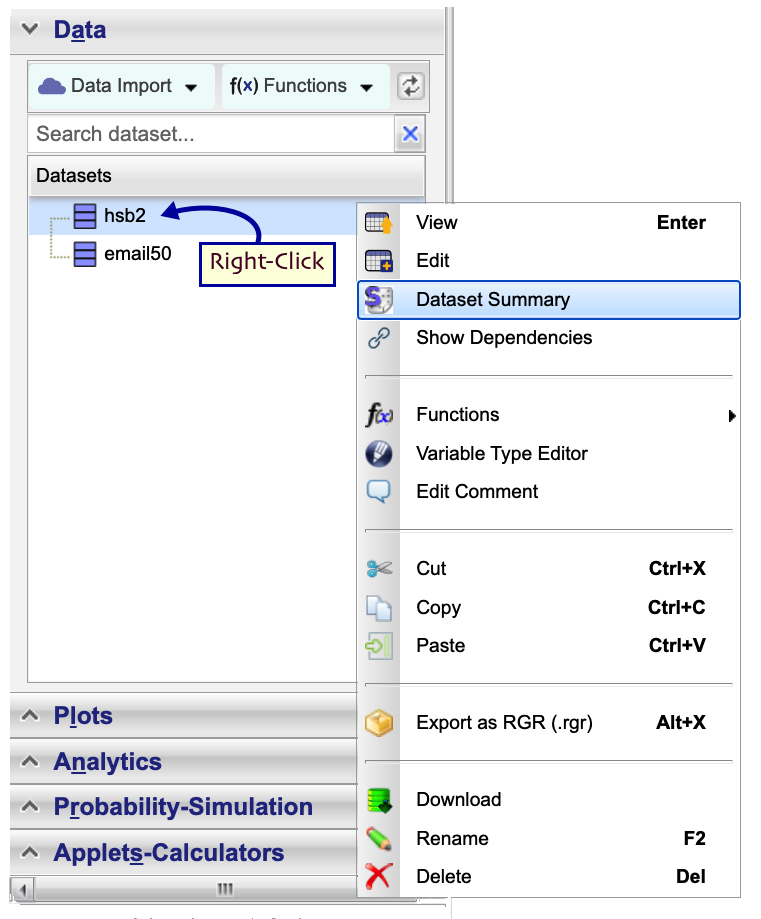 Data
Data Import
f(x) Functions
Search dataset...
Datasets
hsb2
email50
Right-Click
View Enter
Edit
Dataset Summary
Show Dependencies
Functions
Variable Type Editor
Edit Comment
Cut Ctrl+X
Copy Ctrl+C
Paste Ctrl+V
Export as RGR (.rgr) Alt+X
Download
Rename F2
Delete Del
Plots
Analytics
Probability-Simulation
Applets-Calculators